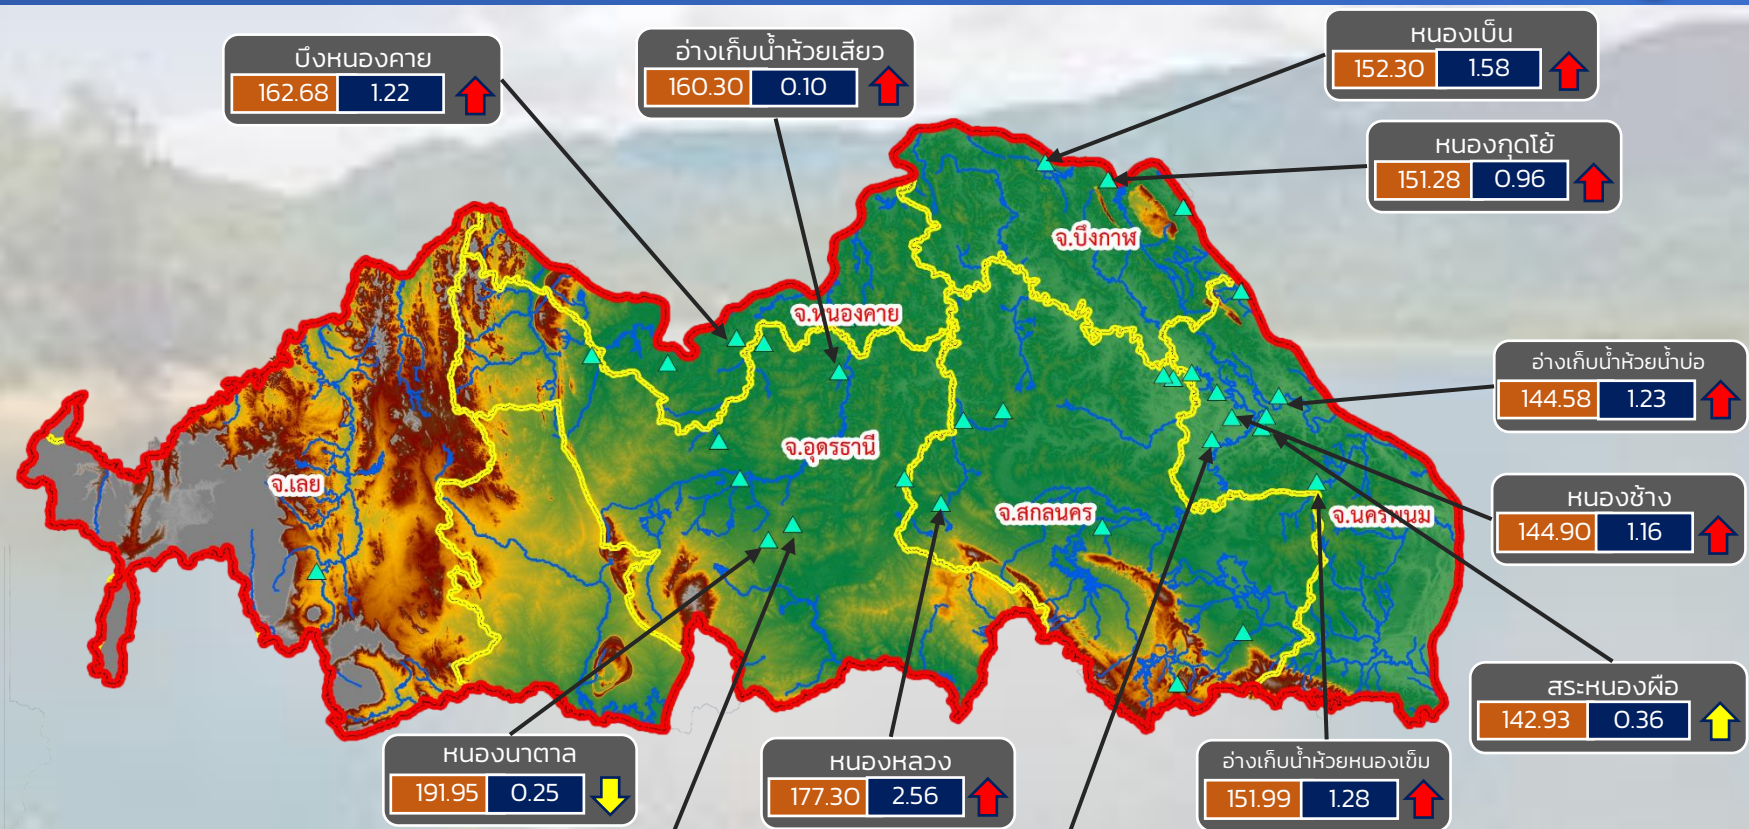 บึงหนองคาย
162.68 1.22
อ่างเก็บน้ำห้วยเสียว
160.30 0.10
หนองเบ็น
152.30 1.58
หนองกุดโย้
151.28 0.96
จ.บึงกาฬ
จ.หนองคาย
อ่างเก็บน้ำห้วยน้ำบ่อ
144.58 1.23
จ.อุดรธานี
จ.เลย
จ.สกลนคร
จ.นครพนม
หนองช้าง
144.90 1.16
สระหนองผือ
142.93 0.36
หนองนาตาล
191.95 0.25
หนองหลวง
177.30 2.56
อ่างเก็บน้ำห้วยหนองเข็ม
151.99 1.28